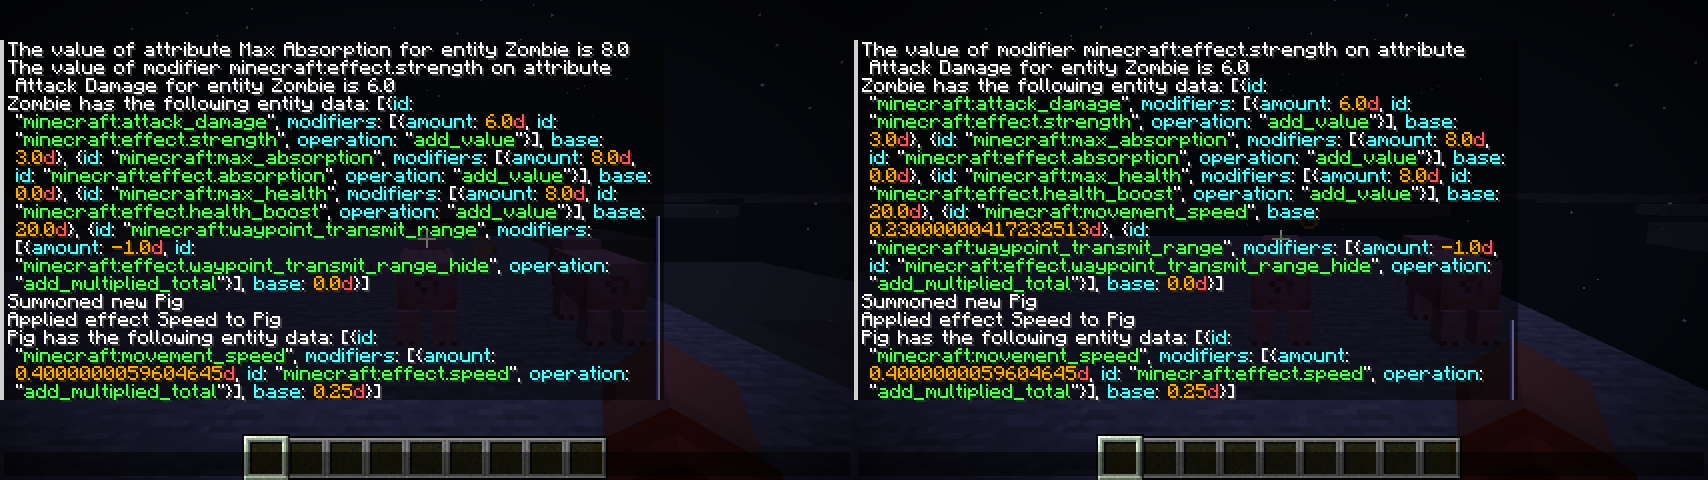 The value of attribute Max Absorption for entity Zombie is 8.0
The value of modifier minecraft:effect.strength on attribute
Attack Damage for entity Zombie is 6.0
Zombie has the following entity data: [{id:
"minecraft:attack_damage", modifiers: [{amount: 6.0d, id:
"minecraft:effect.strength", operation: "add_value"}], base:
3.0d}, {id: "minecraft:max_absorption", modifiers: [{amount: 8.0d,
id: "minecraft:effect.absorption", operation: "add_value"}], base:
0.0d}, {id: "minecraft:max_health", modifiers: [{amount: 8.0d, id:
"minecraft:effect.health_boost", operation: "add_value"}], base:
20.0d}, {id: "minecraft:waypoint_transmit_range", modifiers:
[{amount: -1.0d, id:
"minecraft:effect.waypoint_transmit_range_hide", operation:
"add_multiplied_total"}], base: 0.0d}]
Summoned new Pig
Applied effect Speed to Pig
Pig has the following entity data: [{id:
"minecraft:movement_speed", modifiers: [{amount:
0.4000000059604645d, id: "minecraft:effect.speed", operation:
"add_multiplied_total"}], base: 0.25d}]
The value of modifier minecraft:effect.strength on attribute
Attack Damage for entity Zombie is 6.0
Zombie has the following entity data: [{id:
"minecraft:attack_damage", modifiers: [{amount: 6.0d, id:
"minecraft:effect.strength", operation: "add_value"}], base:
3.0d}, {id: "minecraft:max_absorption", modifiers: [{amount: 8.0d,
id: "minecraft:effect.absorption", operation: "add_value"}], base:
0.0d}, {id: "minecraft:max_health", modifiers: [{amount: 8.0d, id:
"minecraft:effect.health_boost", operation: "add_value"}], base:
20.0d}, {id: "minecraft:movement_speed", base:
0.23000000417232513d}, {id:
"minecraft:waypoint_transmit_range", modifiers: [{amount: -1.0d,
id: "minecraft:effect.waypoint_transmit_range_hide", operation:
"add_multiplied_total"}], base: 0.0d}]
Summoned new Pig
Applied effect Speed to Pig
Pig has the following entity data: [{id:
"minecraft:movement_speed", modifiers: [{amount:
0.4000000059604645d, id: "minecraft:effect.speed", operation:
"add_multiplied_total"}], base: 0.25d}]